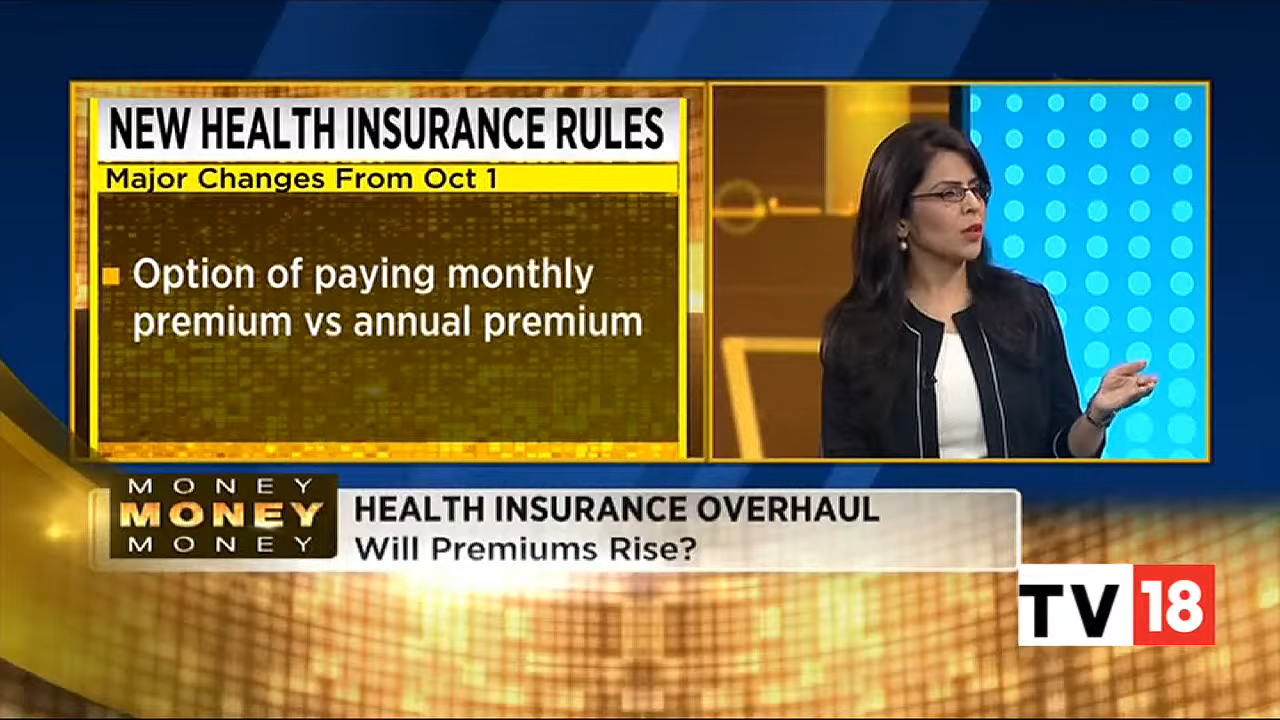 NEW HEALTH INSURANCE RULES
Major Changes From Oct 1
Option of paying monthly
premium vs annual premium
MONEY
MONEY
MONEY
HEALTH INSURANCE OVERHAUL
Will Premiums Rise?
TV18